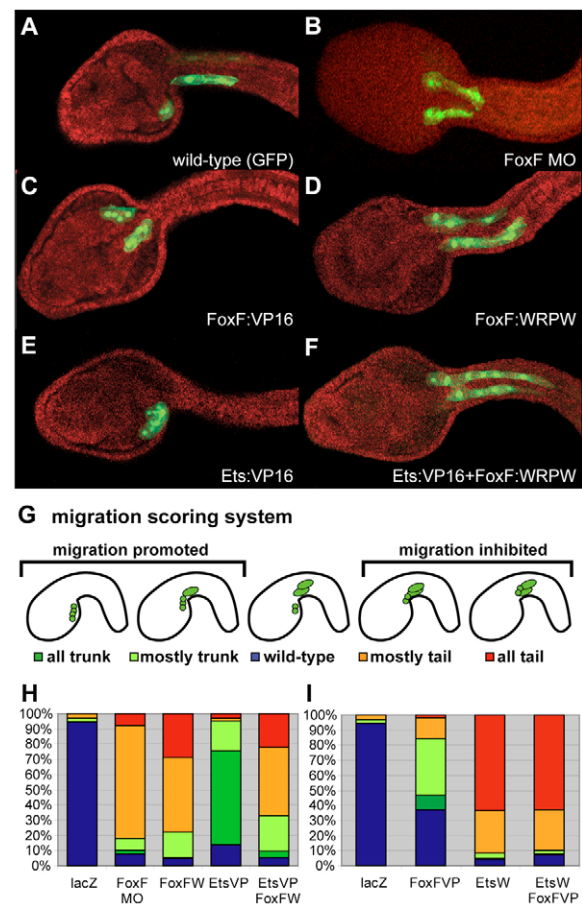 A
wild-type (GFP)
B
FoxF MO
C
FoxF:VP16
D
FoxF:WRPW
E
Ets:VP16
F
Ets:VP16+FoxF:WRPW
G migration scoring system
migration promoted
migration inhibited
all trunk
mostly trunk
wild-type
mostly tail
all tail
H
100%
90%
80%
70%
60%
50%
40%
30%
20%
10%
0%
lacZ
FoxF MO
FoxFW
EtsVP
EtsVP FoxFW
I
100%
90%
80%
70%
60%
50%
40%
30%
20%
10%
0%
lacZ
FoxFVP
EtsW
EtsW FoxFVP